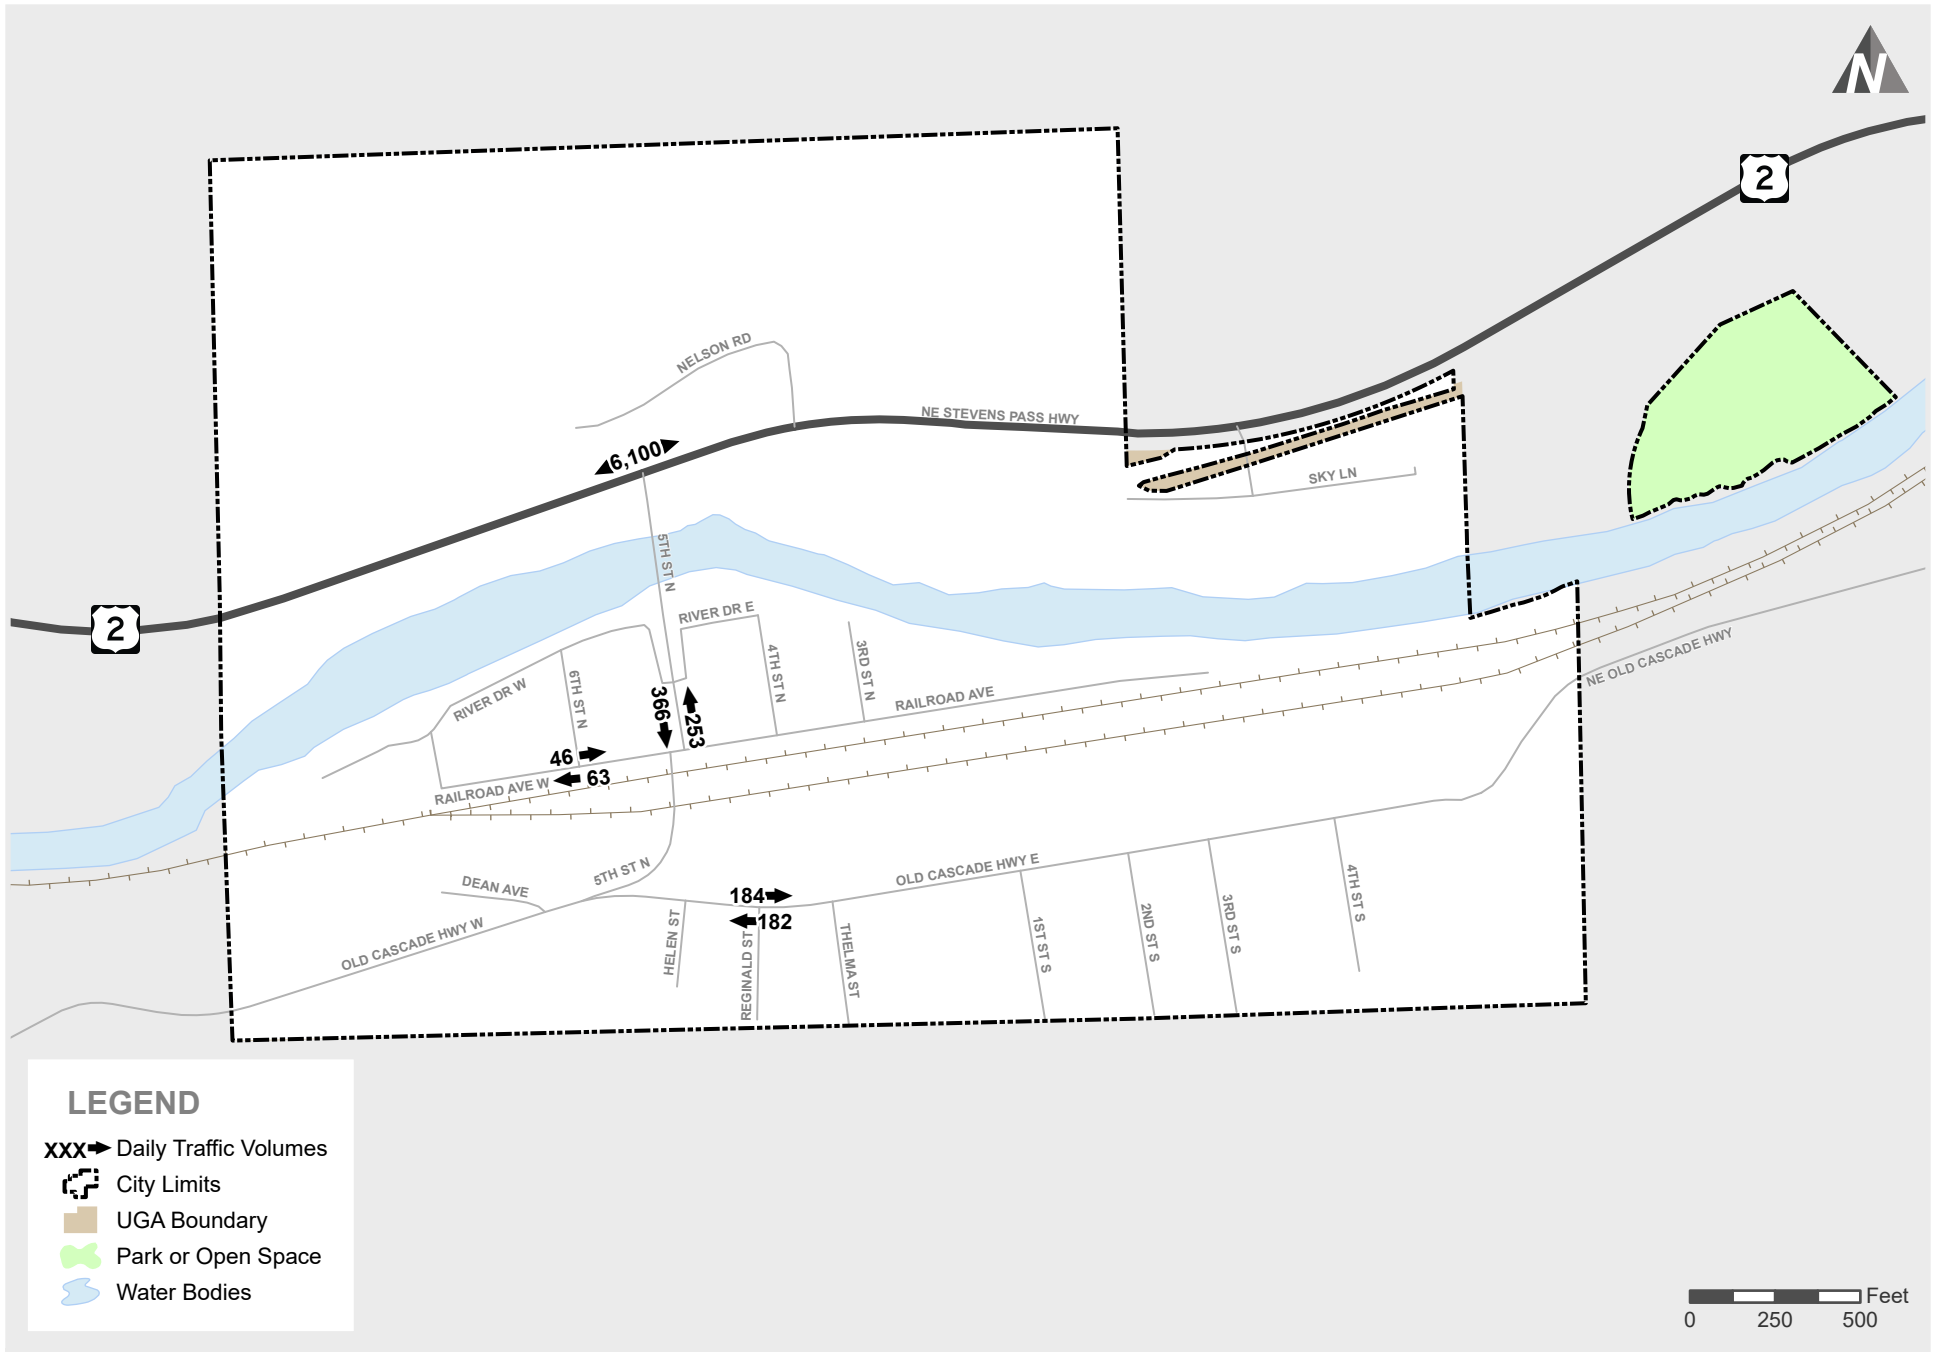 N
2
NELSON RD
NE STEVENS PASS HWY
6,100
SKY LN
5TH ST N
2
RIVER DR E
4TH ST N
3RD ST N
NE OLD CASCADE HWY
6TH ST N
RIVER DR W
366
253
RAILROAD AVE
46
63
RAILROAD AVE W
5TH ST N
OLD CASCADE HWY E
DEAN AVE
184
182
4TH ST S
OLD CASCADE HWY W
HELEN ST
REGINALD ST
THELMA ST
1ST ST S
2ND ST S
3RD ST S
LEGEND
XXX Daily Traffic Volumes
City Limits
UGA Boundary
Park or Open Space
Water Bodies
Feet
0 250 500